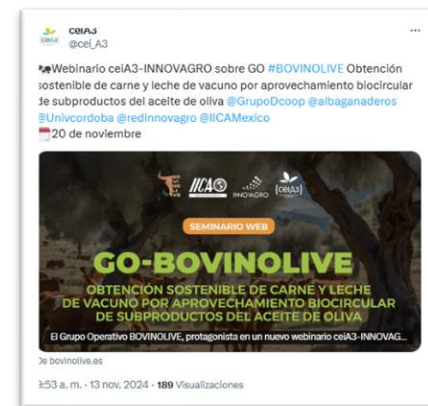 ceiA3
@cei_A3
Webinario ceiA3-INNOVAGRO sobre GO #BOVINOLIVE Obtención
sostenible de carne y leche de vacuno por aprovechamiento biocircular
de subproductos del aceite de oliva @GrupoDcoop @albaganaderos
@Univcordoba @redinnovagro @IICAMexico
20 de noviembre
IICA INNOVAGRO {ceiA3}
SEMINARIO WEB
GO-BOVINOLIVE
OBTENCIÓN SOSTENIBLE DE CARNE Y LECHE
DE VACUNO POR APROVECHAMIENTO BIOCIRCULAR
DE SUBPRODUCTOS DEL ACEITE DE OLIVA
El Grupo Operativo BOVINOLIVE, protagonista en un nuevo webinario ceiA3-INNOVAG...
De bovinolive.es
9:53 a. m. · 13 nov. 2024 · 189 Visualizaciones